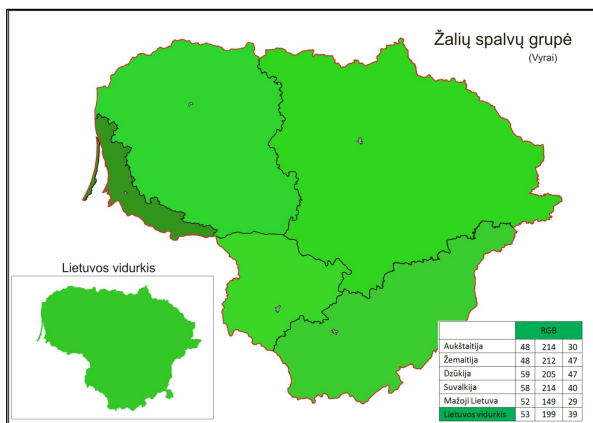 Žalių spalvų grupė
(Vyrai)
Lietuvos vidurkis
RGB
Aukštaitija 48 214 30
Žemaitija 48 212 47
Dzūkija 59 205 47
Suvalkija 58 214 40
Mažoji Lietuva 52 149 29
Lietuvos vidurkis 53 199 39